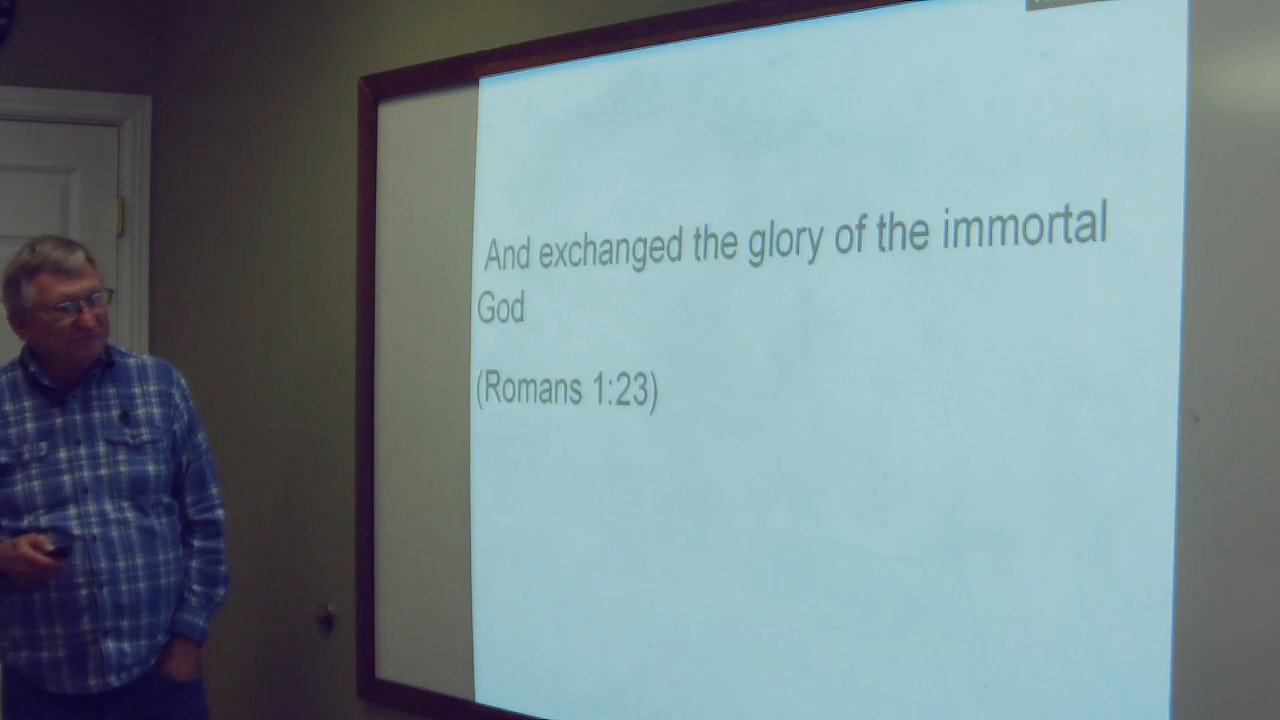 And exchanged the glory of the immortal
God
(Romans 1:23)